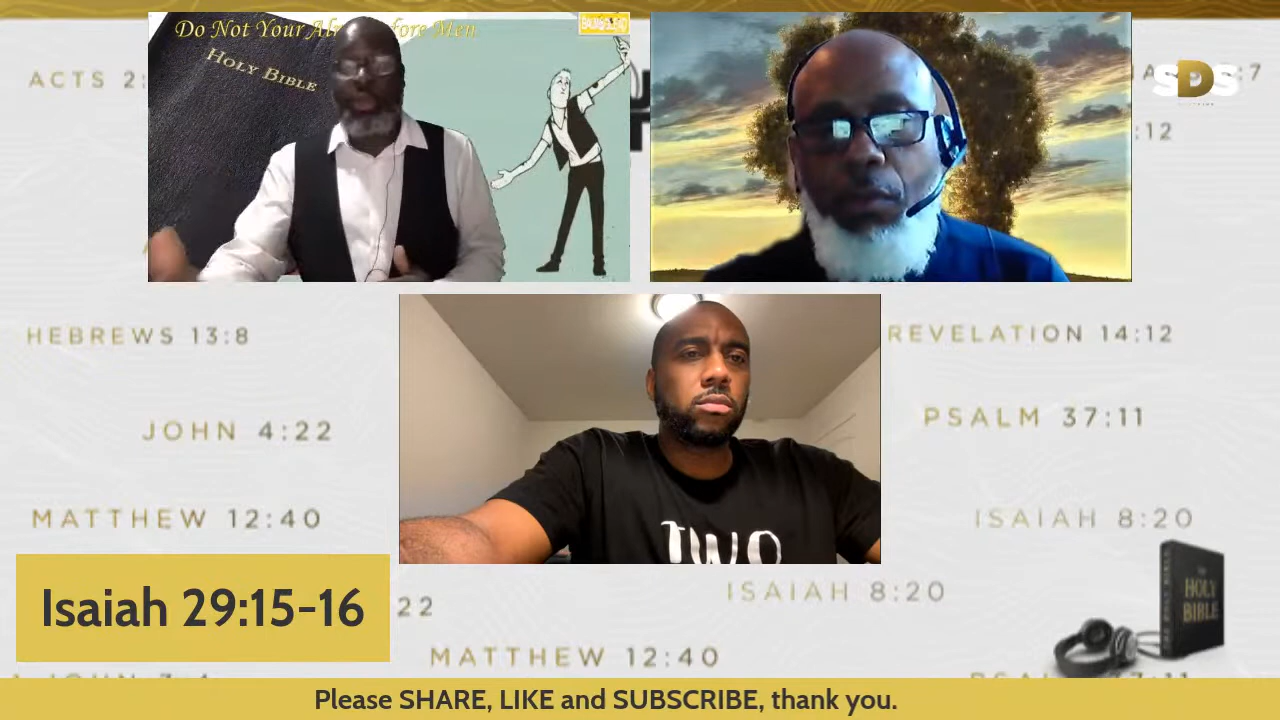 Do Not Your Al fore Men
HOLY BIBLE
ACTS 2:
SDS
:7
:12
HEBREWS 13:8
REVELATION 14:12
JOHN 4:22
PSALM 37:11
MATTHEW 12:40
ISAIAH 8:20
TWO
HOLY
BIBLE
Isaiah 29:15-16
22
ISAIAH 8:20
MATTHEW 12:40
Please SHARE, LIKE and SUBSCRIBE, thank you.